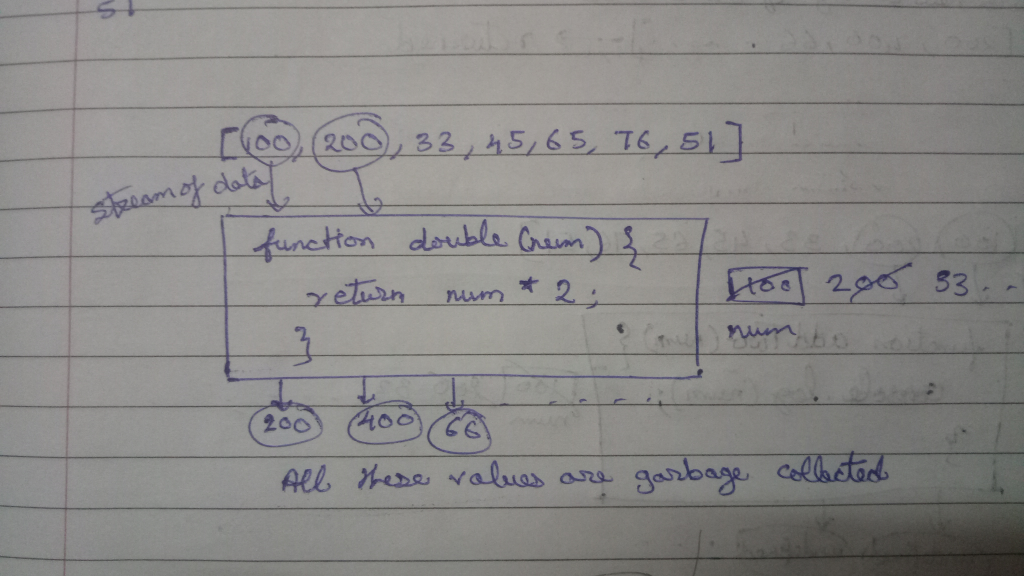 51
[100, 200, 33, 45, 65, 76, 51]
stream of data
function double (num) {
return num * 2;
}
100 200 33 . .
num
200 400 66 . . . . - - . .
All these values are garbage collected